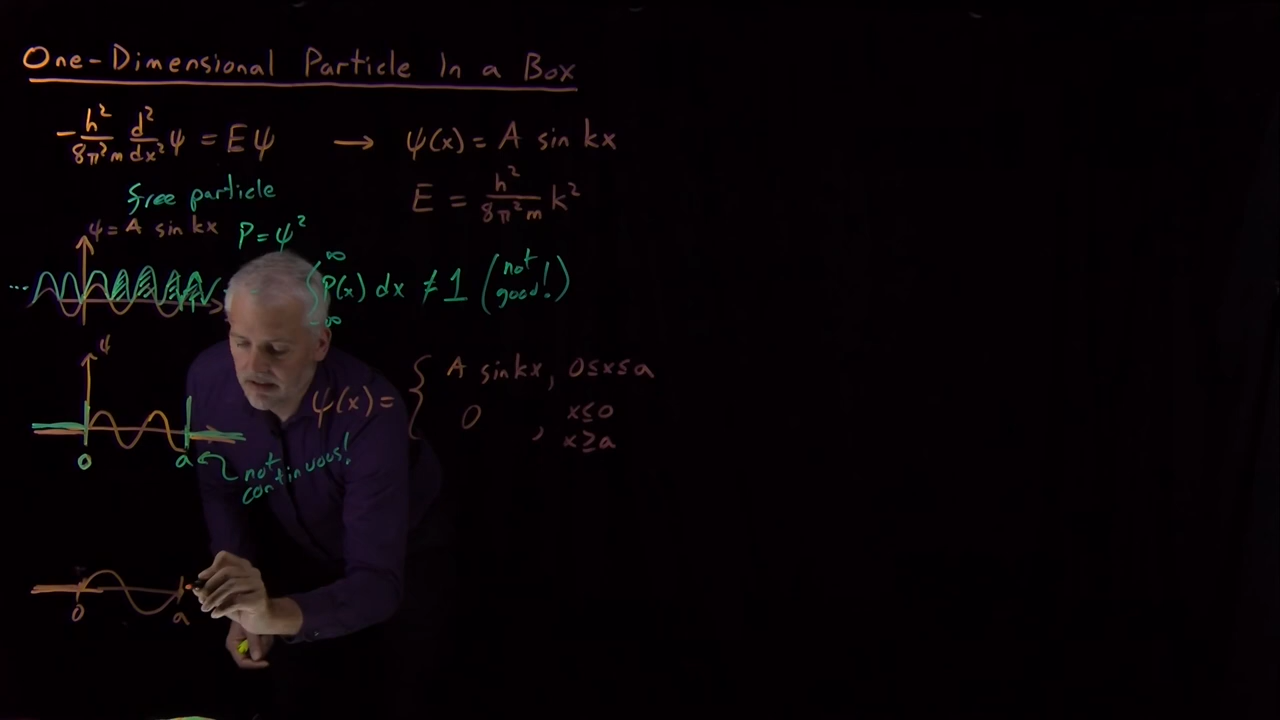 One-Dimensional Particle In a Box
-h²/8π²m d²/dx² ψ = Eψ → ψ(x) = A sin kx
E = h²/8π²m k²
free particle
ψ = A sin kx P = ψ²
... ∫ P(x) dx ≠ 1 (not good!)
∞
-∞
ψ
ψ(x) = { A sin kx, 0≤x≤a
0 , x≤0
x≥a
0 a not continuous!
0 a